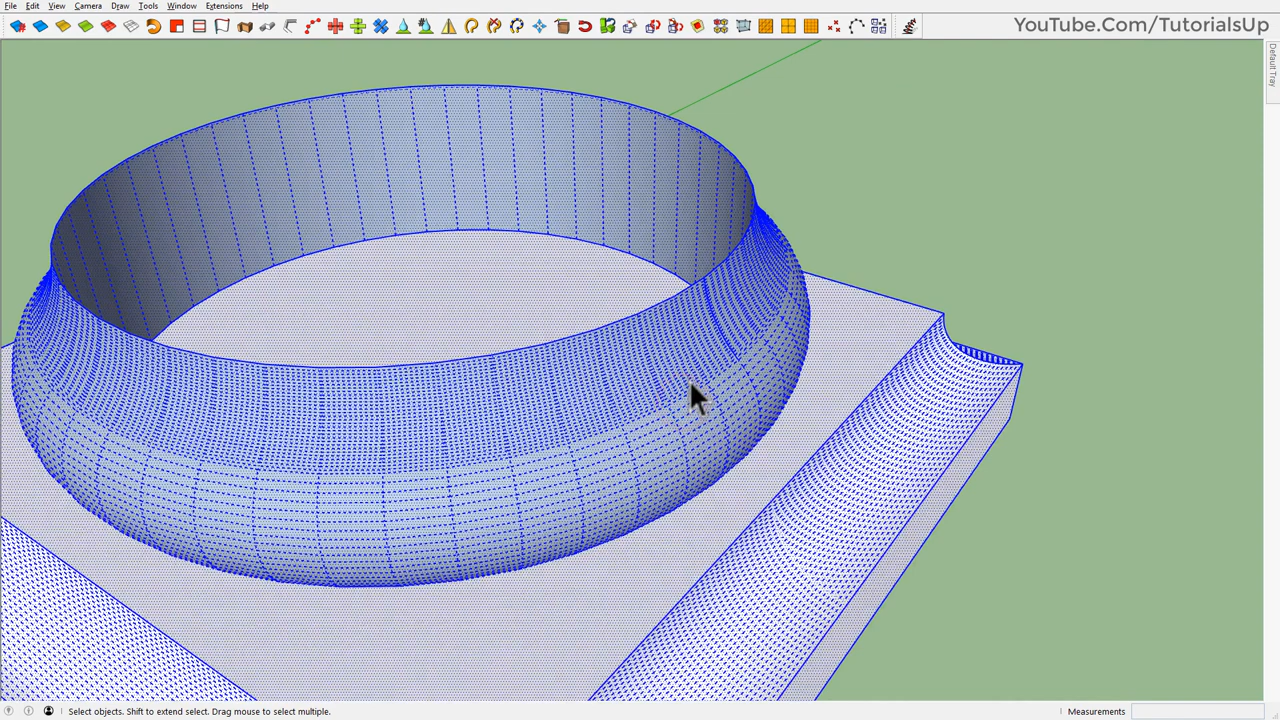 File Edit View Camera Draw Tools Window Extensions Help
YouTube.Com/TutorialsUp
Default Tray
Select objects. Shift to extend select. Drag mouse to select multiple.
Measurements